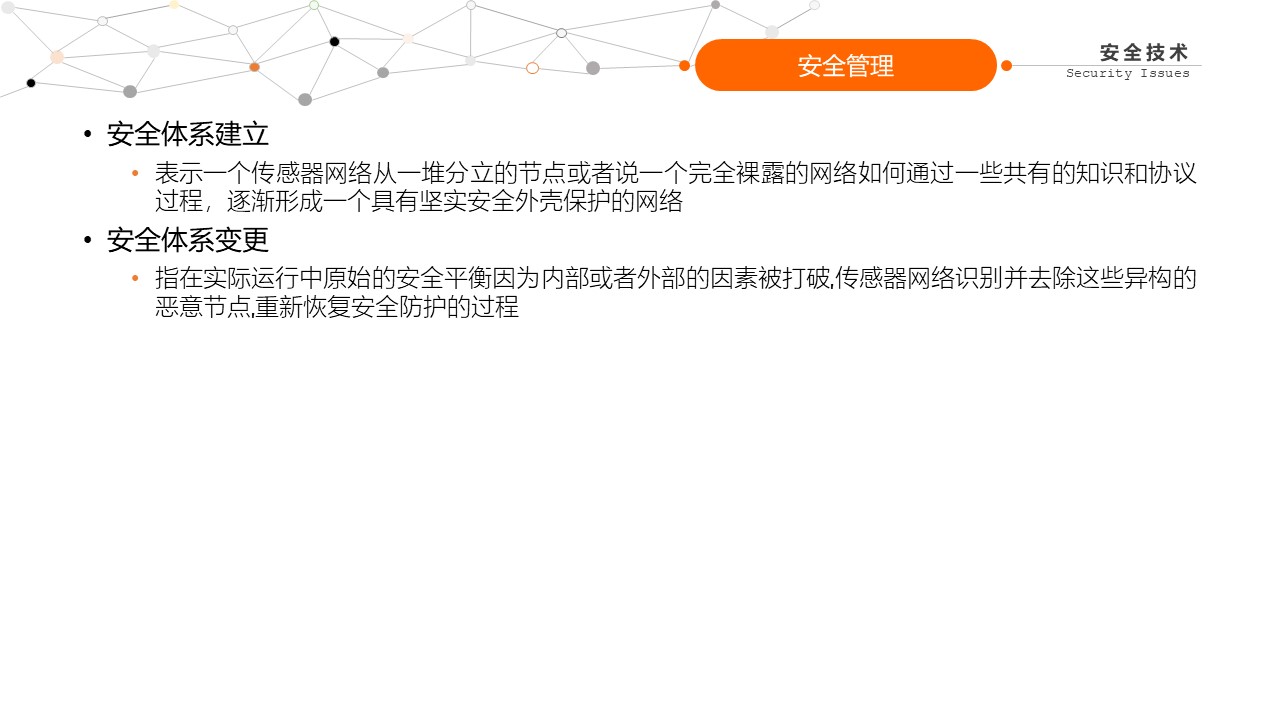 安全管理
安全技术
Security Issues
• 安全体系建立
• 表示一个传感器网络从一堆分立的节点或者说一个完全裸露的网络如何通过一些共有的知识和协议
过程，逐渐形成一个具有坚实安全外壳保护的网络
• 安全体系变更
• 指在实际运行中原始的安全平衡因为内部或者外部的因素被打破,传感器网络识别并去除这些异构的
恶意节点,重新恢复安全防护的过程